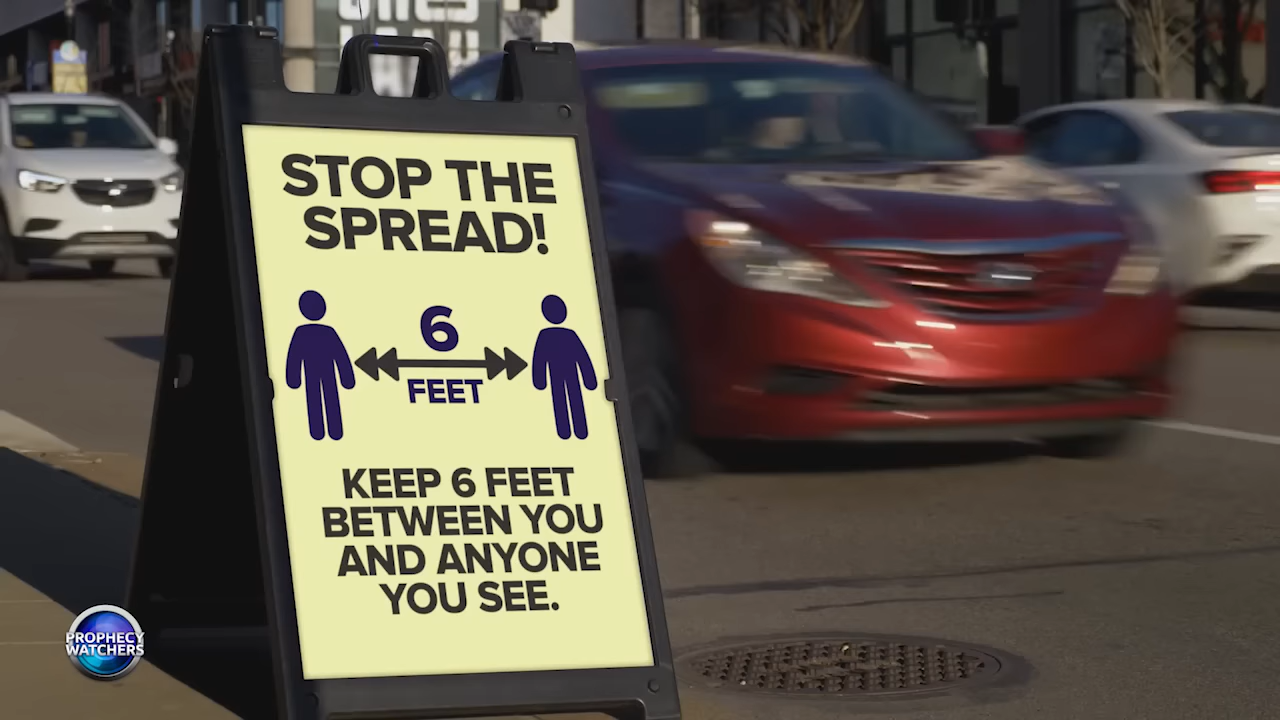 STOP THE
SPREAD!
6
FEET
KEEP 6 FEET
BETWEEN YOU
AND ANYONE
YOU SEE.
PROPHECY
WATCHERS